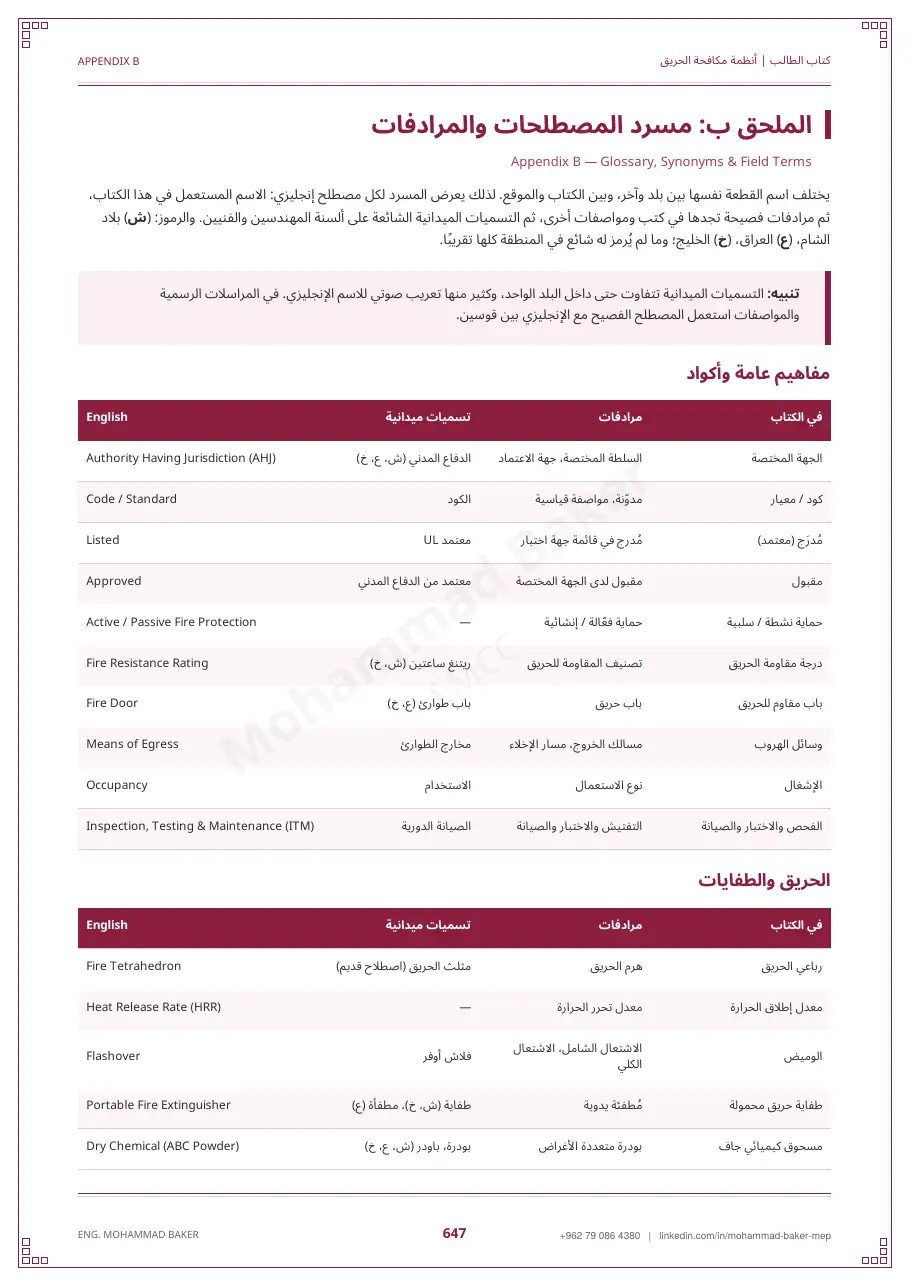 كتاب الطالب | أنظمة مكافحة الحريق
APPENDIX B
الملحق ب: مسرد المصطلحات والمرادفات
Appendix B — Glossary, Synonyms & Field Terms
يختلف اسم القطعة نفسها بين بلد وآخر، وبين الكتاب والموقع. لذلك يعرض المسرد لكل مصطلح إنجليزي: الاسم المستعمل في هذا الكتاب،
ثم مرادفات فصيحة تجدها في كتب ومواصفات أخرى، ثم التسميات الميدانية الشائعة على ألسنة المهندسين والفنيين. والرموز: (ش) بلاد
الشام، (ع) العراق، (خ) الخليج؛ وما لم يُرمز له شائع في المنطقة كلها تقريبًا.
تنبيه: التسميات الميدانية تتفاوت حتى داخل البلد الواحد، وكثير منها تعريب صوتي للاسم الإنجليزي. في المراسلات الرسمية
والمواصفات استعمل المصطلح الفصيح مع الإنجليزي بين قوسين.
مفاهيم عامة وأكواد
في الكتاب مرادفات تسميات ميدانية English
الجهة المختصة السلطة المختصة، جهة الاعتماد الدفاع المدني (ش، ع، خ) Authority Having Jurisdiction (AHJ)
كود / معيار مدوّنة، مواصفة قياسية الكود Code / Standard
مُدرَج (معتمد) مُدرج في قائمة جهة اختبار معتمد UL Listed
مقبول مقبول لدى الجهة المختصة معتمد من الدفاع المدني Approved
حماية نشطة / سلبية حماية فعّالة / إنشائية — Active / Passive Fire Protection
درجة مقاومة الحريق تصنيف المقاومة للحريق ريتنغ ساعتين (ش، خ) Fire Resistance Rating
باب مقاوم للحريق باب حريق باب طوارئ (ع، خ) Fire Door
وسائل الهروب مسالك الخروج، مسار الإخلاء مخارج الطوارئ Means of Egress
الإشغال نوع الاستعمال الاستخدام Occupancy
الفحص والاختبار والصيانة التفتيش والاختبار والصيانة الصيانة الدورية Inspection, Testing & Maintenance (ITM)
الحريق والطفايات
في الكتاب مرادفات تسميات ميدانية English
رباعي الحريق هرم الحريق مثلث الحريق (اصطلاح قديم) Fire Tetrahedron
معدل إطلاق الحرارة معدل تحرر الحرارة — Heat Release Rate (HRR)
الوميض الاشتعال الشامل، الاشتعال فلاش أوفر Flashover
الكلي
طفاية حريق محمولة مُطفئة يدوية طفاية (ش، خ)، مطفأة (ع) Portable Fire Extinguisher
مسحوق كيميائي جاف بودرة متعددة الأغراض بودرة، باودر (ش، ع، خ) Dry Chemical (ABC Powder)
Mohammad Baker
FMCC
ENG. MOHAMMAD BAKER 647 +962 79 086 4380 | linkedin.com/in/mohammad-baker-mep